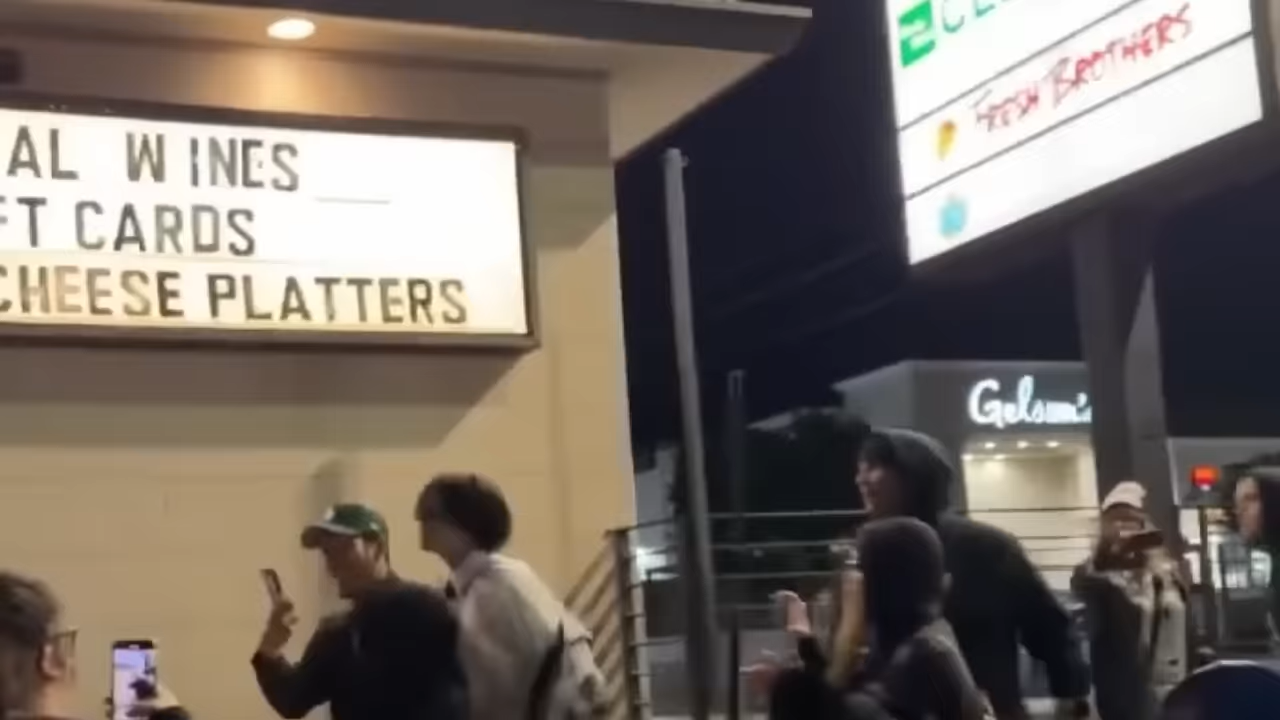 AL WINES
FT CARDS
CHEESE PLATTERS
FRESH BROTHERS
Gelson's